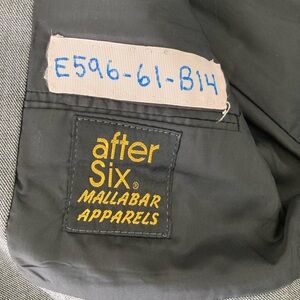 E596-61-B14
after
Six®
MALLABAR
APPARELS